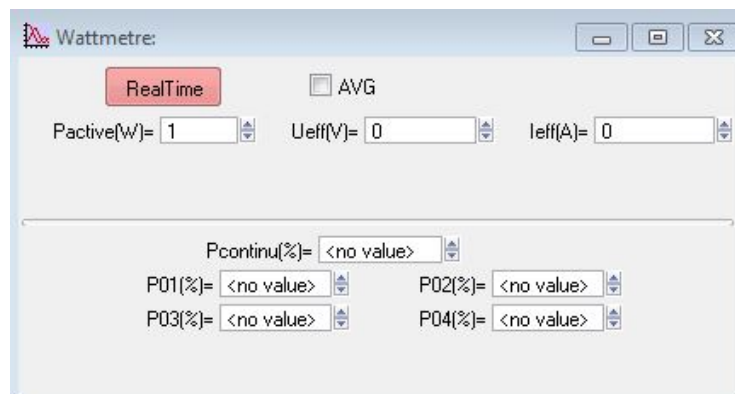 Wattmetre:
RealTime AVG
Pactive(W)= 1 Ueff(V)= 0 Ieff(A)= 0
Pcontinu(%)= <no value>
P01(%)= <no value> P02(%)= <no value>
P03(%)= <no value> P04(%)= <no value>